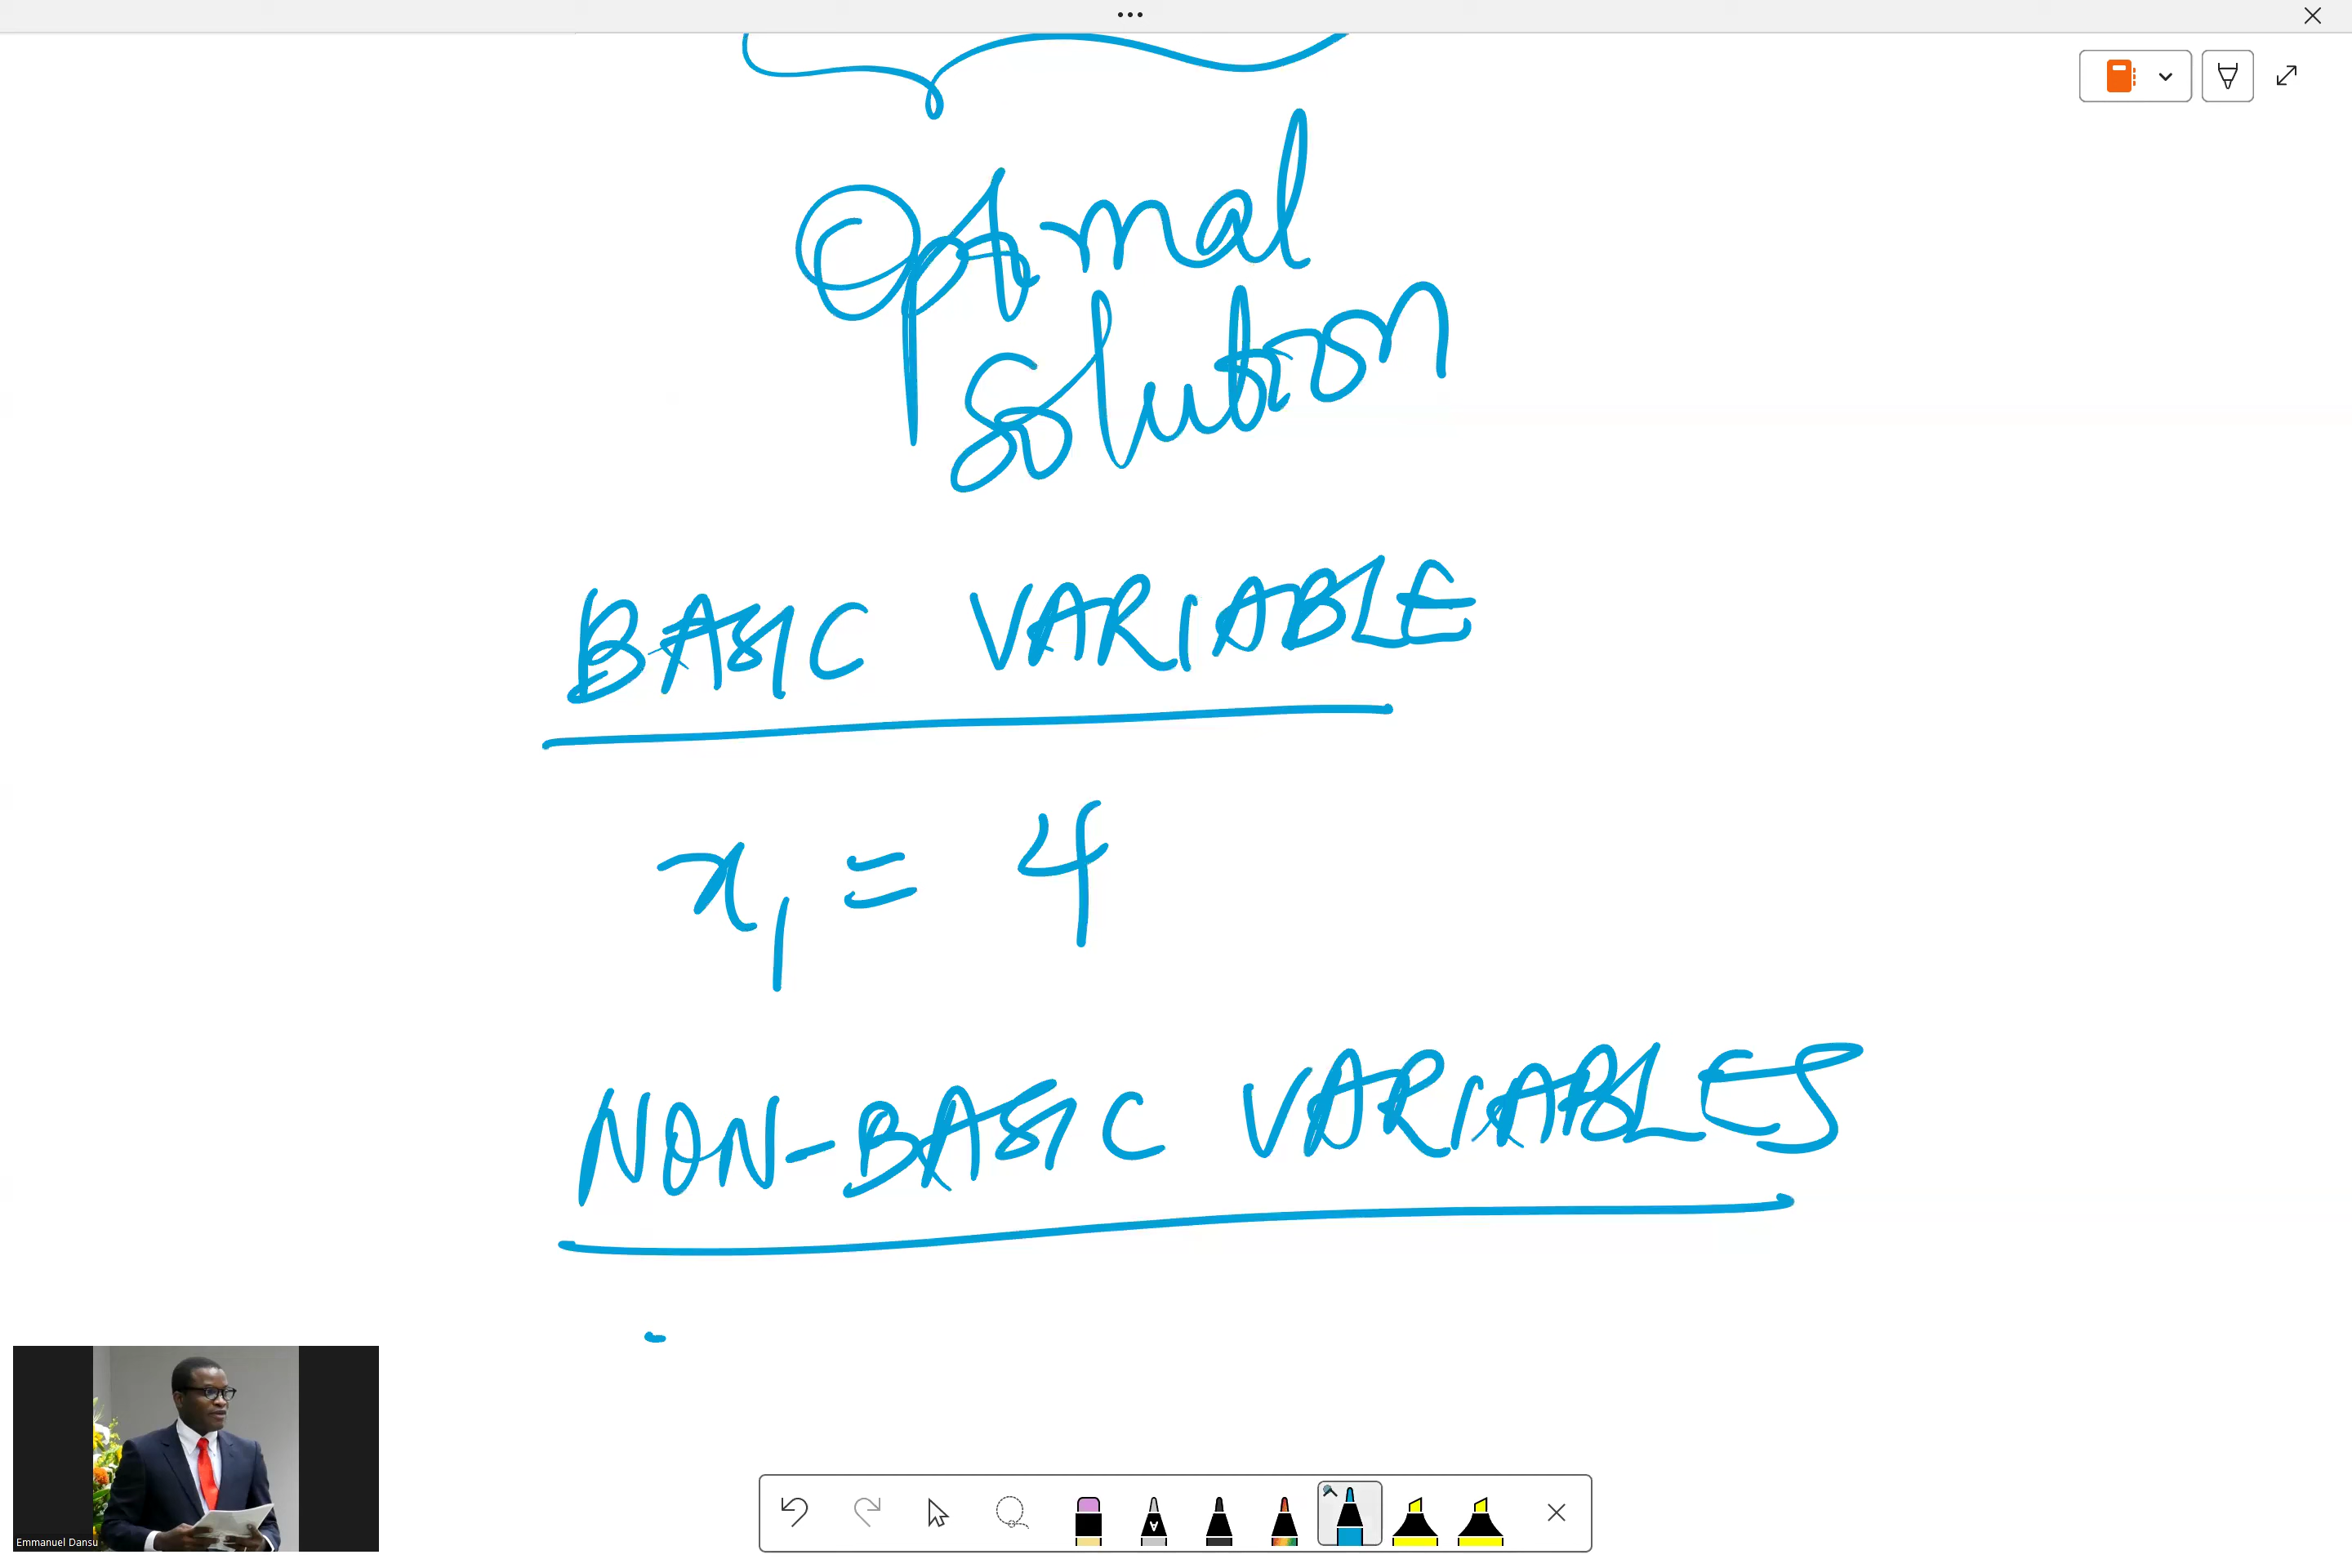 Optimal
solution
BASIC VARIABLE
x₁ = 4
NON-BASIC VARIABLES
Emmanuel Dansu